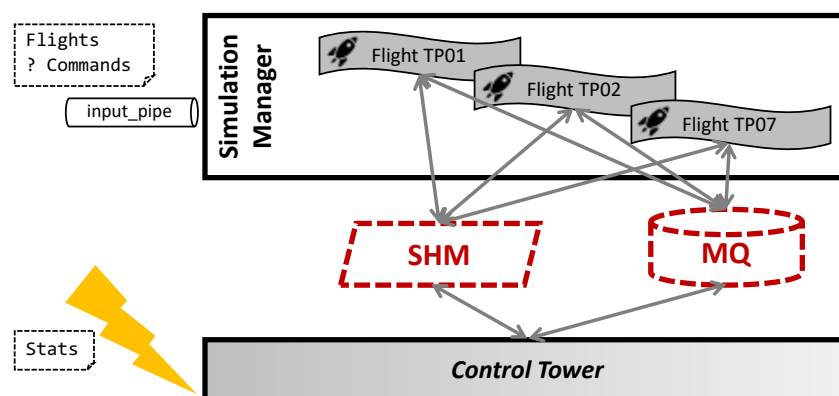 Flights
? Commands
input_pipe
Simulation
Manager
Flight TP01
Flight TP02
Flight TP07
SHM
MQ
Stats
Control Tower